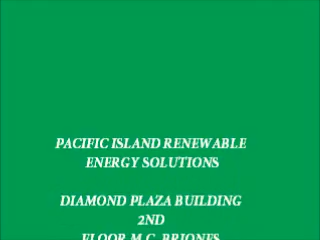 PACIFIC ISLAND RENEWABLE
ENERGY SOLUTIONS
DIAMOND PLAZA BUILDING
2ND
FLOOR M.C. BRIONES